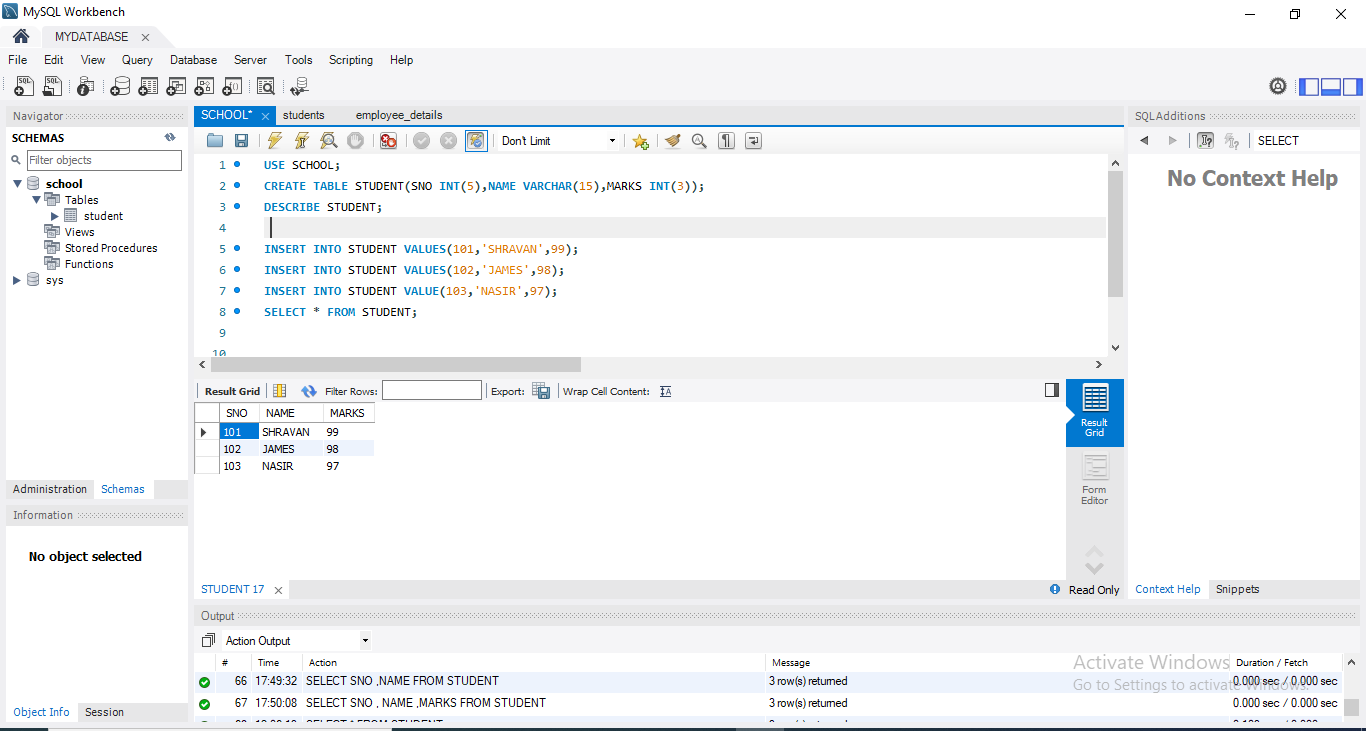 MySQL Workbench
MYDATABASE
File Edit View Query Database Server Tools Scripting Help
Navigator
SCHEMAS
Filter objects
school
Tables
student
Views
Stored Procedures
Functions
sys
Administration Schemas
Information
No object selected
Object Info Session
SCHOOL* students employee_details
Don't Limit
1 USE SCHOOL;
2 CREATE TABLE STUDENT(SNO INT(5),NAME VARCHAR(15),MARKS INT(3));
3 DESCRIBE STUDENT;
4
5 INSERT INTO STUDENT VALUES(101,'SHRAVAN',99);
6 INSERT INTO STUDENT VALUES(102,'JAMES',98);
7 INSERT INTO STUDENT VALUE(103,'NASIR',97);
8 SELECT * FROM STUDENT;
9
10
Result Grid Filter Rows: Export: Wrap Cell Content:
SNO NAME MARKS
101 SHRAVAN 99
102 JAMES 98
103 NASIR 97
Result
Grid
Form
Editor
STUDENT 17
Read Only
SQLAdditions
SELECT
No Context Help
Context Help Snippets
Output
Action Output
# Time Action Message Duration / Fetch
66 17:49:32 SELECT SNO ,NAME FROM STUDENT 3 row(s) returned 0.000 sec / 0.000 sec
67 17:50:08 SELECT SNO , NAME ,MARKS FROM STUDENT 3 row(s) returned 0.000 sec / 0.000 sec
Activate Windows
Go to Settings to activate Windows.